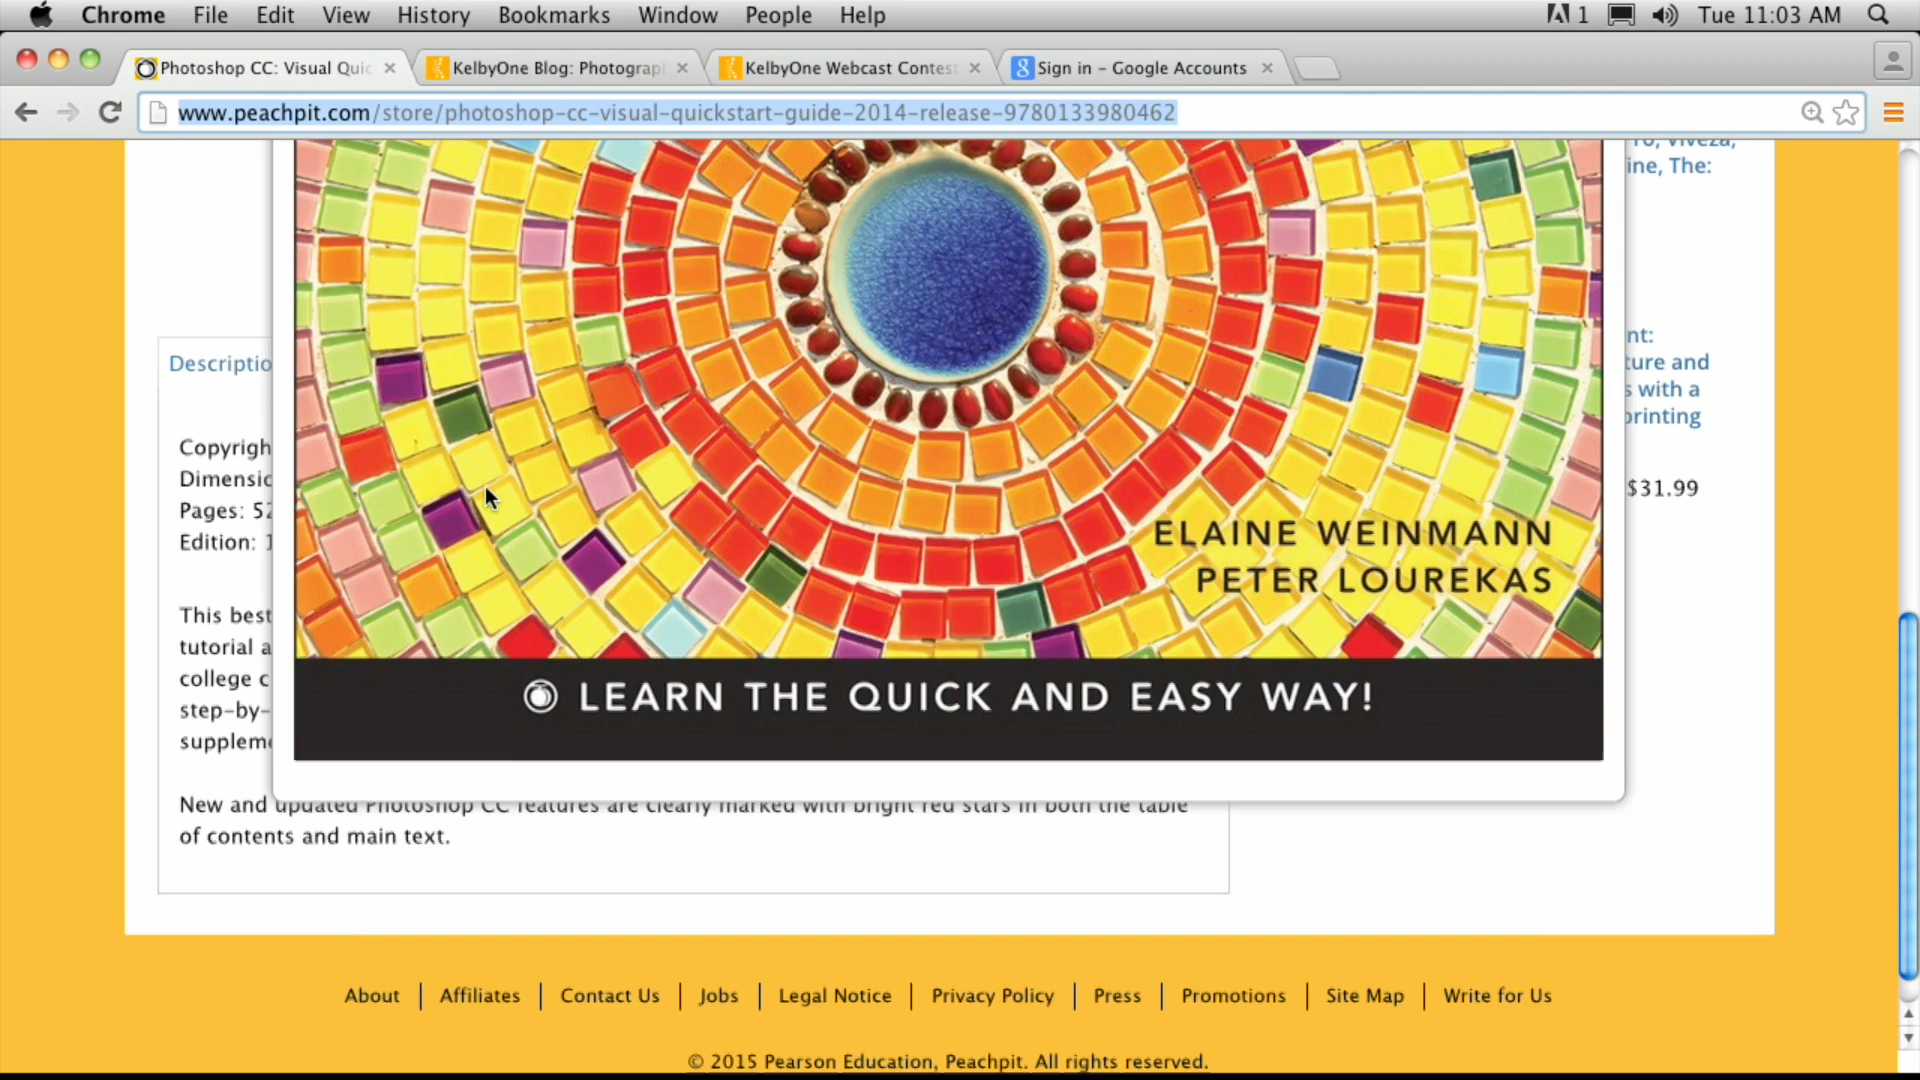 Chrome File Edit View History Bookmarks Window People Help 1 Tue 11:03 AM
Photoshop CC: Visual Quic KelbyOne Blog: Photograp KelbyOne Webcast Contest Sign in – Google Accounts
www.peachpit.com/store/photoshop-cc-visual-quickstart-guide-2014-release-9780133980462
Viveza,
ine, The:
nt:
Descriptio
ture and
s with a
printing
Copyrigh
Dimensio
$31.99
Pages: 52
Edition: 1
ELAINE WEINMANN
PETER LOUREKAS
This best
tutorial a
college c
step-by-
suppleme
LEARN THE QUICK AND EASY WAY!
New and updated Photoshop CC features are clearly marked with bright red stars in both the table
of contents and main text.
About | Affiliates | Contact Us | Jobs | Legal Notice | Privacy Policy | Press | Promotions | Site Map | Write for Us
© 2015 Pearson Education, Peachpit. All rights reserved.